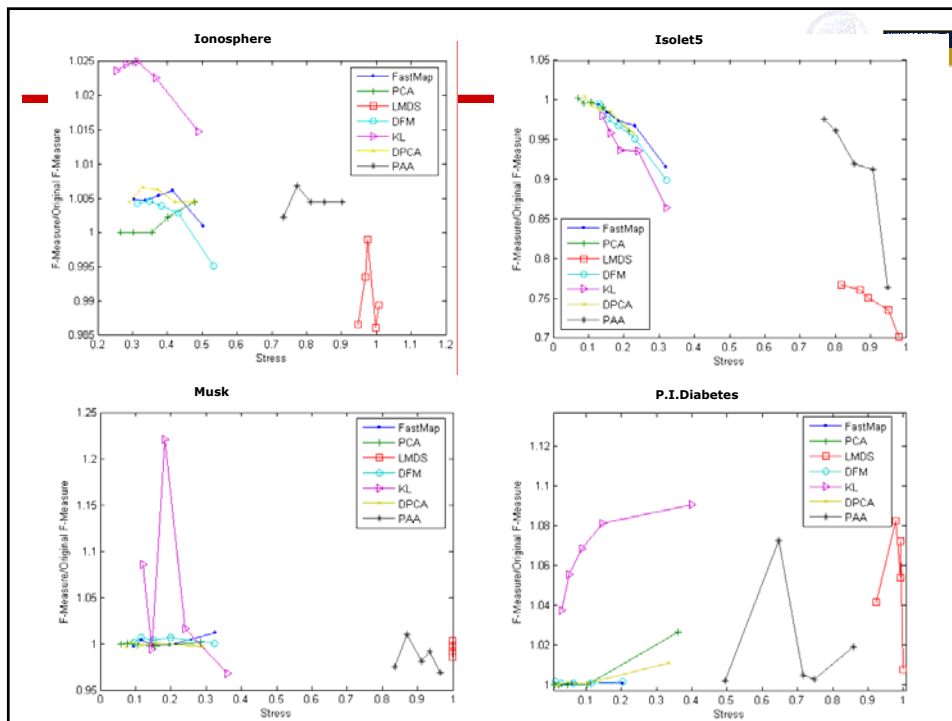 Ionosphere
1.025
1.02
1.015
1.01
1.005
1
0.995
0.99
0.985
0.2 0.3 0.4 0.5 0.6 0.7 0.8 0.9 1 1.1 1.2
F-Measure/Original F-Measure
Stress
FastMap
PCA
LMDS
DFM
KL
DPCA
PAA
Isolet5
1.05
1
0.95
0.9
0.85
0.8
0.75
0.7
0 0.1 0.2 0.3 0.4 0.5 0.6 0.7 0.8 0.9 1
F-Measure/Original F-Measure
Stress
FastMap
PCA
LMDS
DFM
KL
DPCA
PAA
Musk
1.25
1.2
1.15
1.1
1.05
1
0.95
0 0.1 0.2 0.3 0.4 0.5 0.6 0.7 0.8 0.9 1
F-Measure/Original F-Measure
Stress
FastMap
PCA
LMDS
DFM
KL
DPCA
PAA
P.I.Diabetes
1.12
1.1
1.08
1.06
1.04
1.02
1
0 0.1 0.2 0.3 0.4 0.5 0.6 0.7 0.8 0.9 1
F-Measure/Original F-Measure
Stress
FastMap
PCA
LMDS
DFM
KL
DPCA
PAA